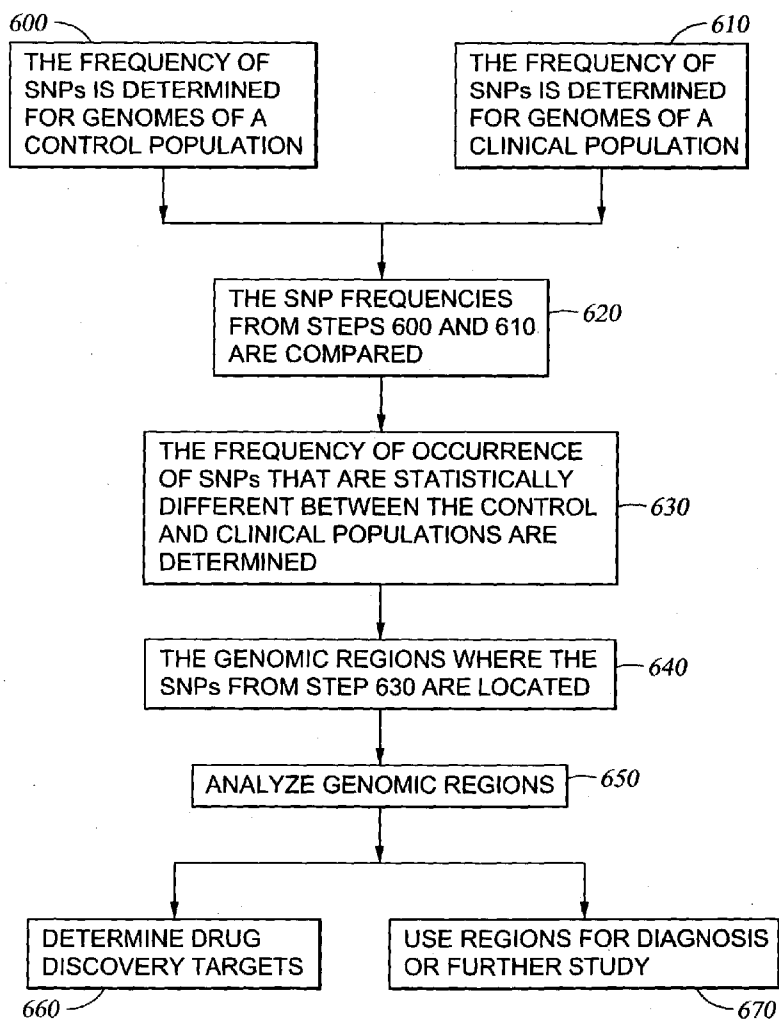 600
610
THE FREQUENCY OF
SNPs IS DETERMINED
FOR GENOMES OF A
CONTROL POPULATION
THE FREQUENCY OF
SNPs IS DETERMINED
FOR GENOMES OF A
CLINICAL POPULATION
THE SNP FREQUENCIES
FROM STEPS 600 AND 610
ARE COMPARED
620
THE FREQUENCY OF OCCURRENCE
OF SNPs THAT ARE STATISTICALLY
DIFFERENT BETWEEN THE CONTROL
AND CLINICAL POPULATIONS ARE
DETERMINED
630
THE GENOMIC REGIONS WHERE THE
SNPs FROM STEP 630 ARE LOCATED
640
ANALYZE GENOMIC REGIONS
650
DETERMINE DRUG
DISCOVERY TARGETS
660
USE REGIONS FOR DIAGNOSIS
OR FURTHER STUDY
670